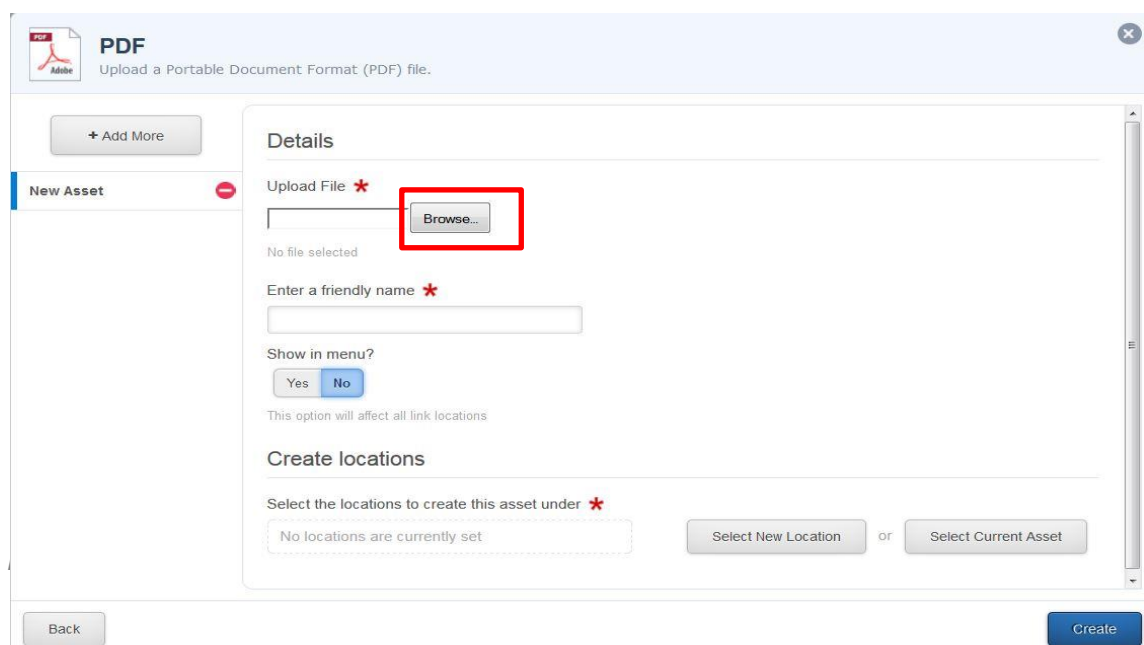 PDF
Adobe
PDF
Upload a Portable Document Format (PDF) file.
+ Add More
New Asset
Details
Upload File *
Browse...
No file selected
Enter a friendly name *
Show in menu?
Yes No
This option will affect all link locations
Create locations
Select the locations to create this asset under *
No locations are currently set
Select New Location or Select Current Asset
Back
Create